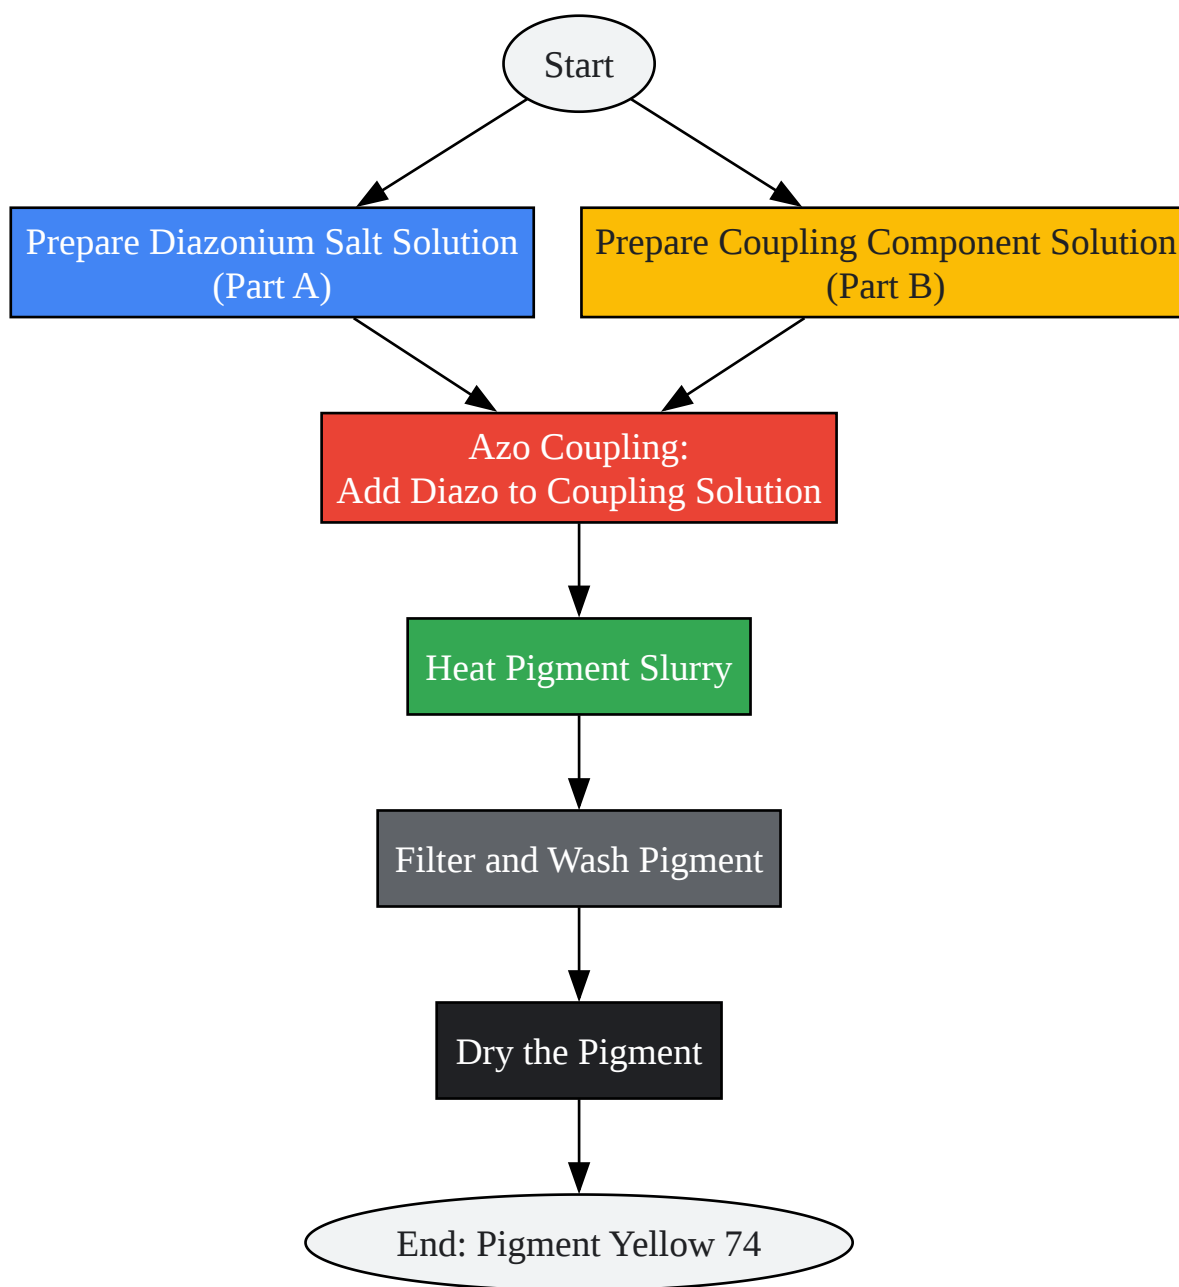 Start
Prepare Diazonium Salt Solution
(Part A)
Prepare Coupling Component Solution
(Part B)
Azo Coupling:
Add Diazo to Coupling Solution
Heat Pigment Slurry
Filter and Wash Pigment
Dry the Pigment
End: Pigment Yellow 74